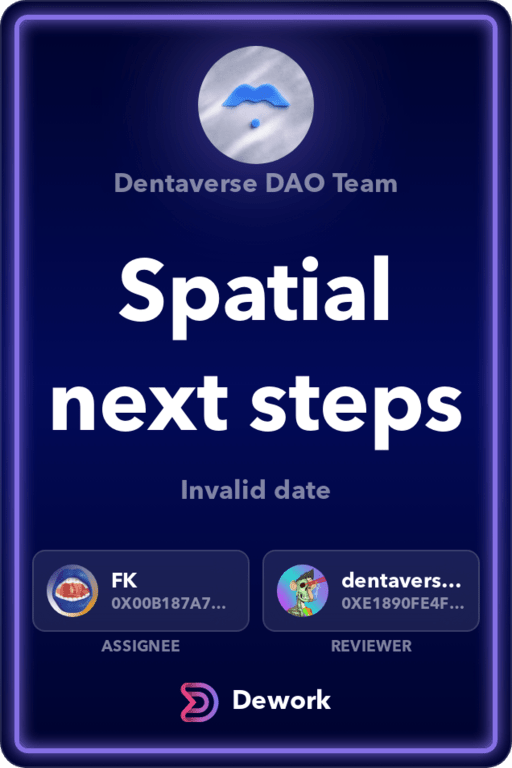 Dentaverse DAO Team
Spatial
next steps
Invalid date
FK
0X00B187A7...
ASSIGNEE
dentavers...
0XE1890FE4F...
REVIEWER
Dework